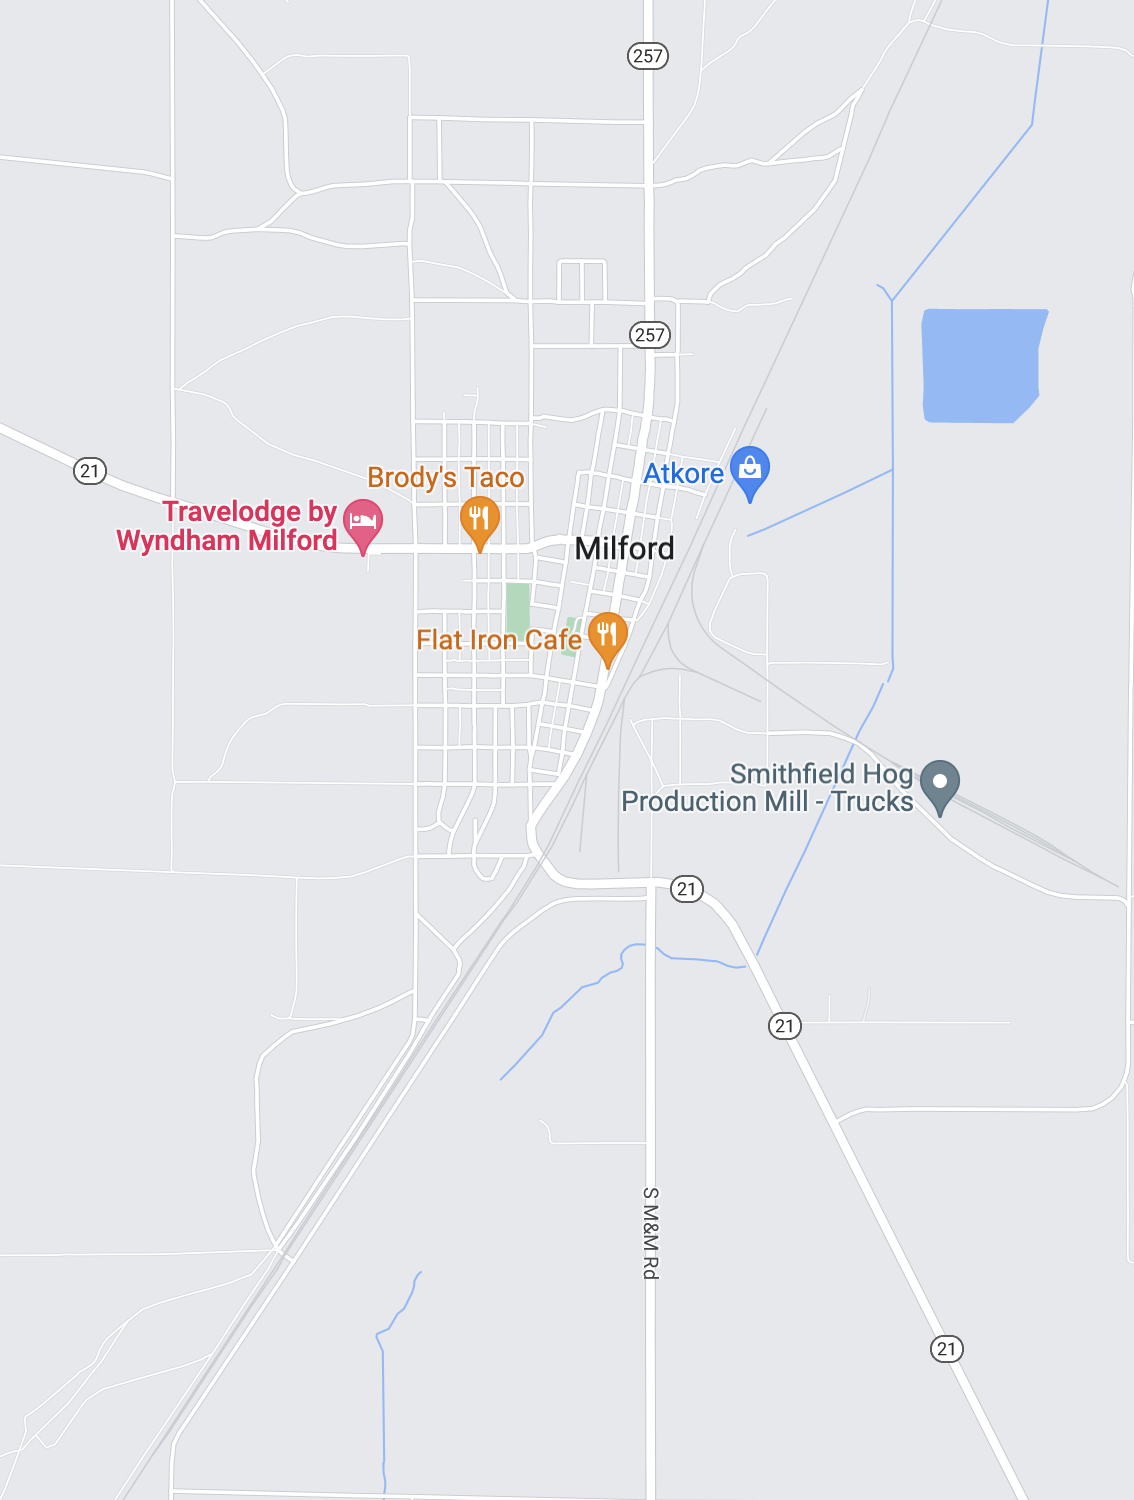 257
257
21
Brody's Taco
Atkore
Travelodge by
Wyndham Milford
Milford
Flat Iron Cafe
Smithfield Hog
Production Mill - Trucks
21
21
S M&M Rd
21